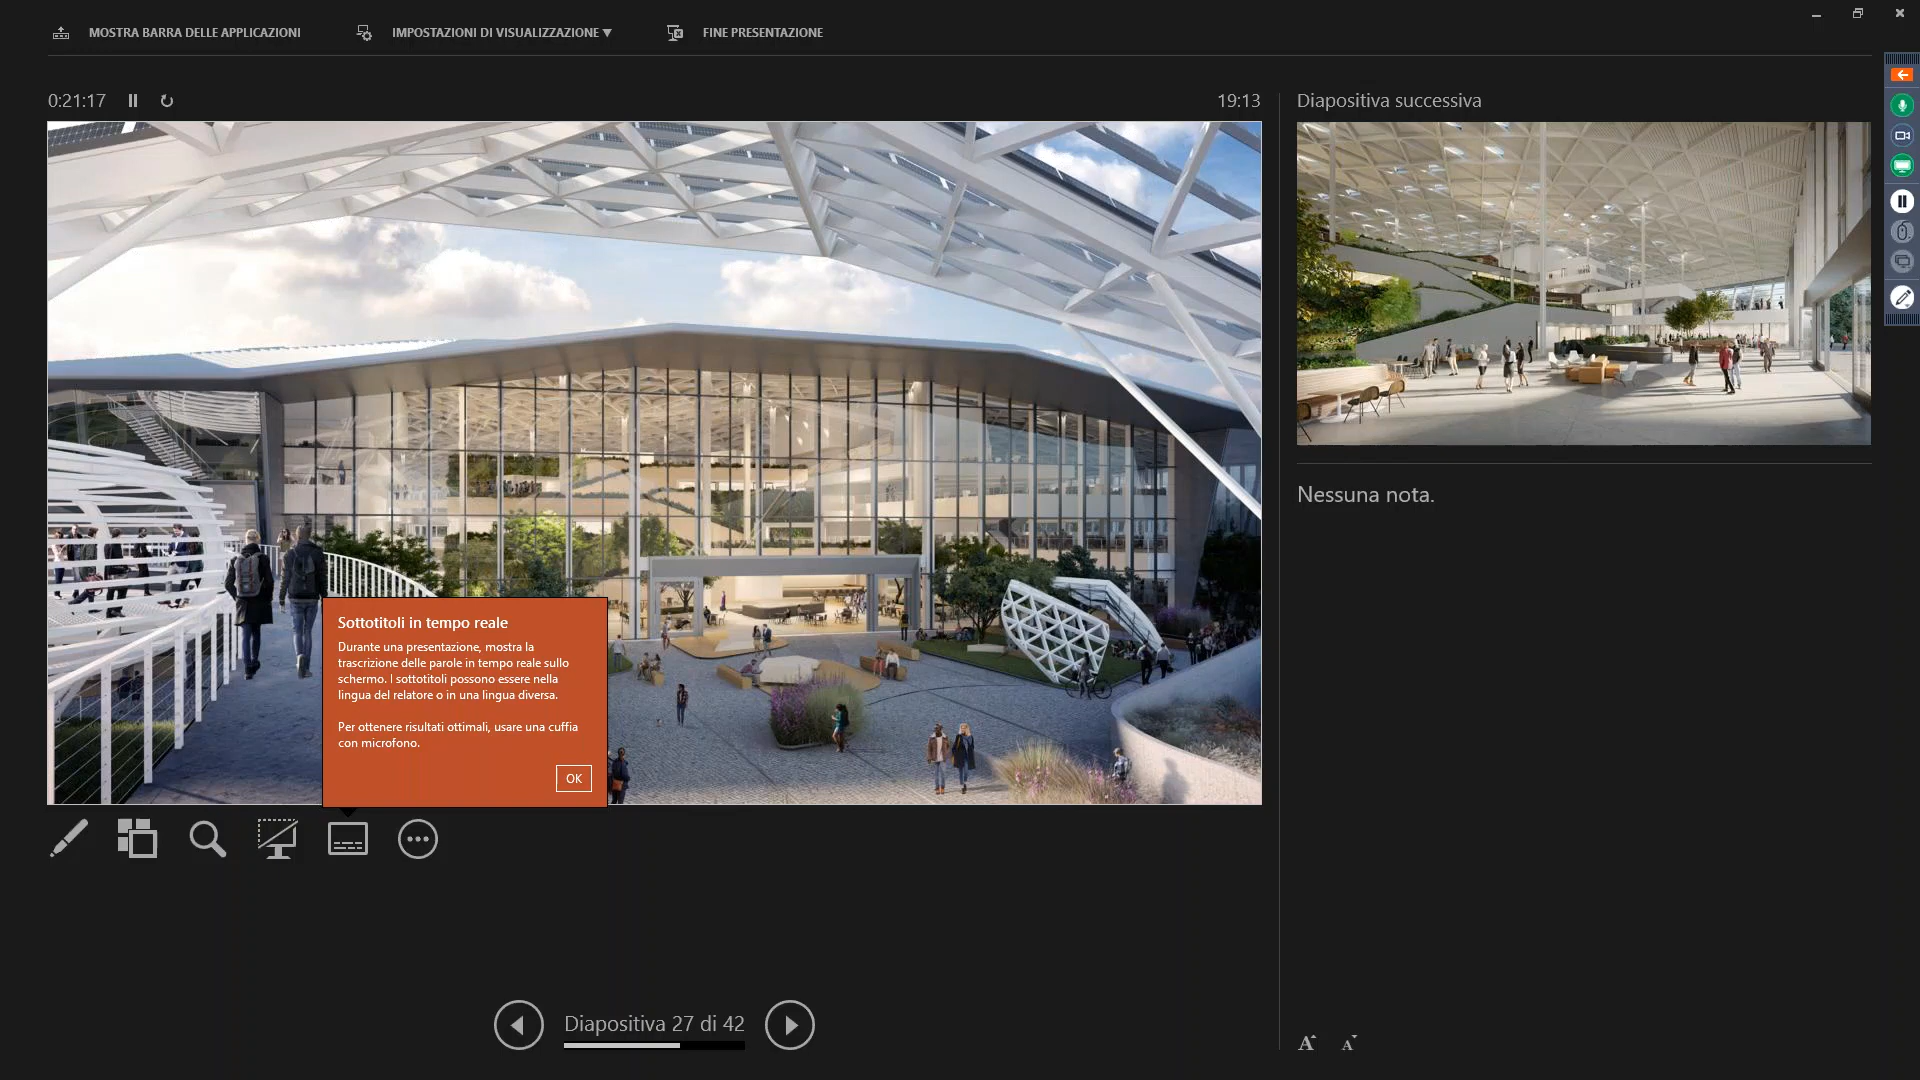 MOSTRA BARRA DELLE APPLICAZIONI
IMPOSTAZIONI DI VISUALIZZAZIONE ▼
FINE PRESENTAZIONE
0:21:17
19:13
Diapositiva successiva
Nessuna nota.
Sottotitoli in tempo reale
Durante una presentazione, mostra la
trascrizione delle parole in tempo reale sullo
schermo. I sottotitoli possono essere nella
lingua del relatore o in una lingua diversa.
Per ottenere risultati ottimali, usare una cuffia
con microfono.
OK
Diapositiva 27 di 42
A A